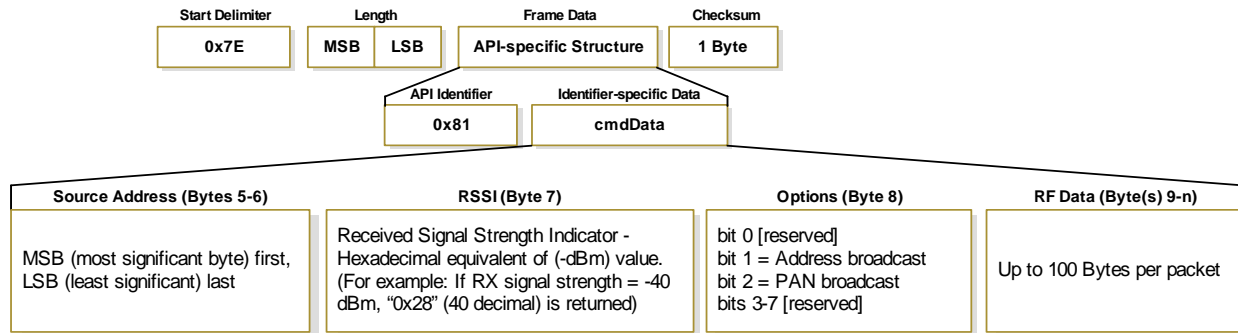 Start Delimiter
Length
Frame Data
Checksum
0x7E
MSB
LSB
API-specific Structure
1 Byte
API Identifier
Identifier-specific Data
0x81
cmdData
Source Address (Bytes 5-6)
MSB (most significant byte) first,
LSB (least significant) last
RSSI (Byte 7)
Received Signal Strength Indicator -
Hexadecimal equivalent of (-dBm) value.
(For example: If RX signal strength = -40
dBm, “0x28” (40 decimal) is returned)
Options (Byte 8)
bit 0 [reserved]
bit 1 = Address broadcast
bit 2 = PAN broadcast
bits 3-7 [reserved]
RF Data (Byte(s) 9-n)
Up to 100 Bytes per packet